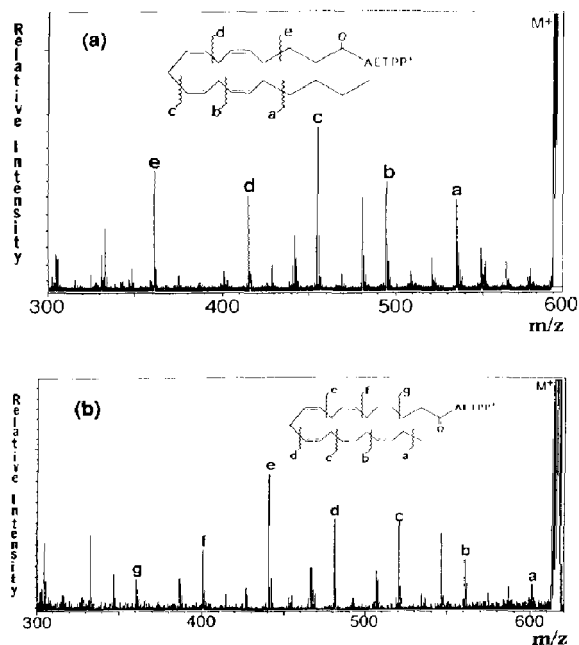 (a)
M+
d
e
O
AETPP+
c
b
a
Relative Intensity
e
d
c
b
a
300
400
500
600
m/z
(b)
M+
e
f
g
AETPP+
O
d
c
b
a
Relative Intensity
g
f
e
d
c
b
a
300
400
500
600
m/z